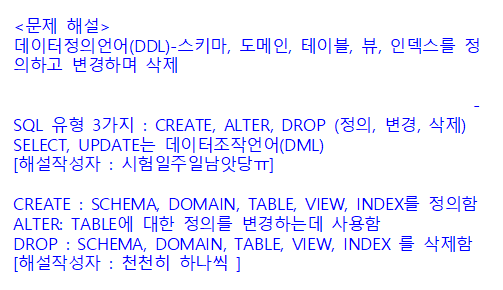 <문제 해설>
데이터정의언어(DDL)-스키마, 도메인, 테이블, 뷰, 인덱스를 정
의하고 변경하며 삭제
-
SQL 유형 3가지 : CREATE, ALTER, DROP (정의, 변경, 삭제)
SELECT, UPDATE는 데이터조작언어(DML)
[해설작성자 : 시험일주일남앗당ㅠ]
CREATE : SCHEMA, DOMAIN, TABLE, VIEW, INDEX를 정의함
ALTER: TABLE에 대한 정의를 변경하는데 사용함
DROP : SCHEMA, DOMAIN, TABLE, VIEW, INDEX 를 삭제함
[해설작성자 : 천천히 하나씩 ]